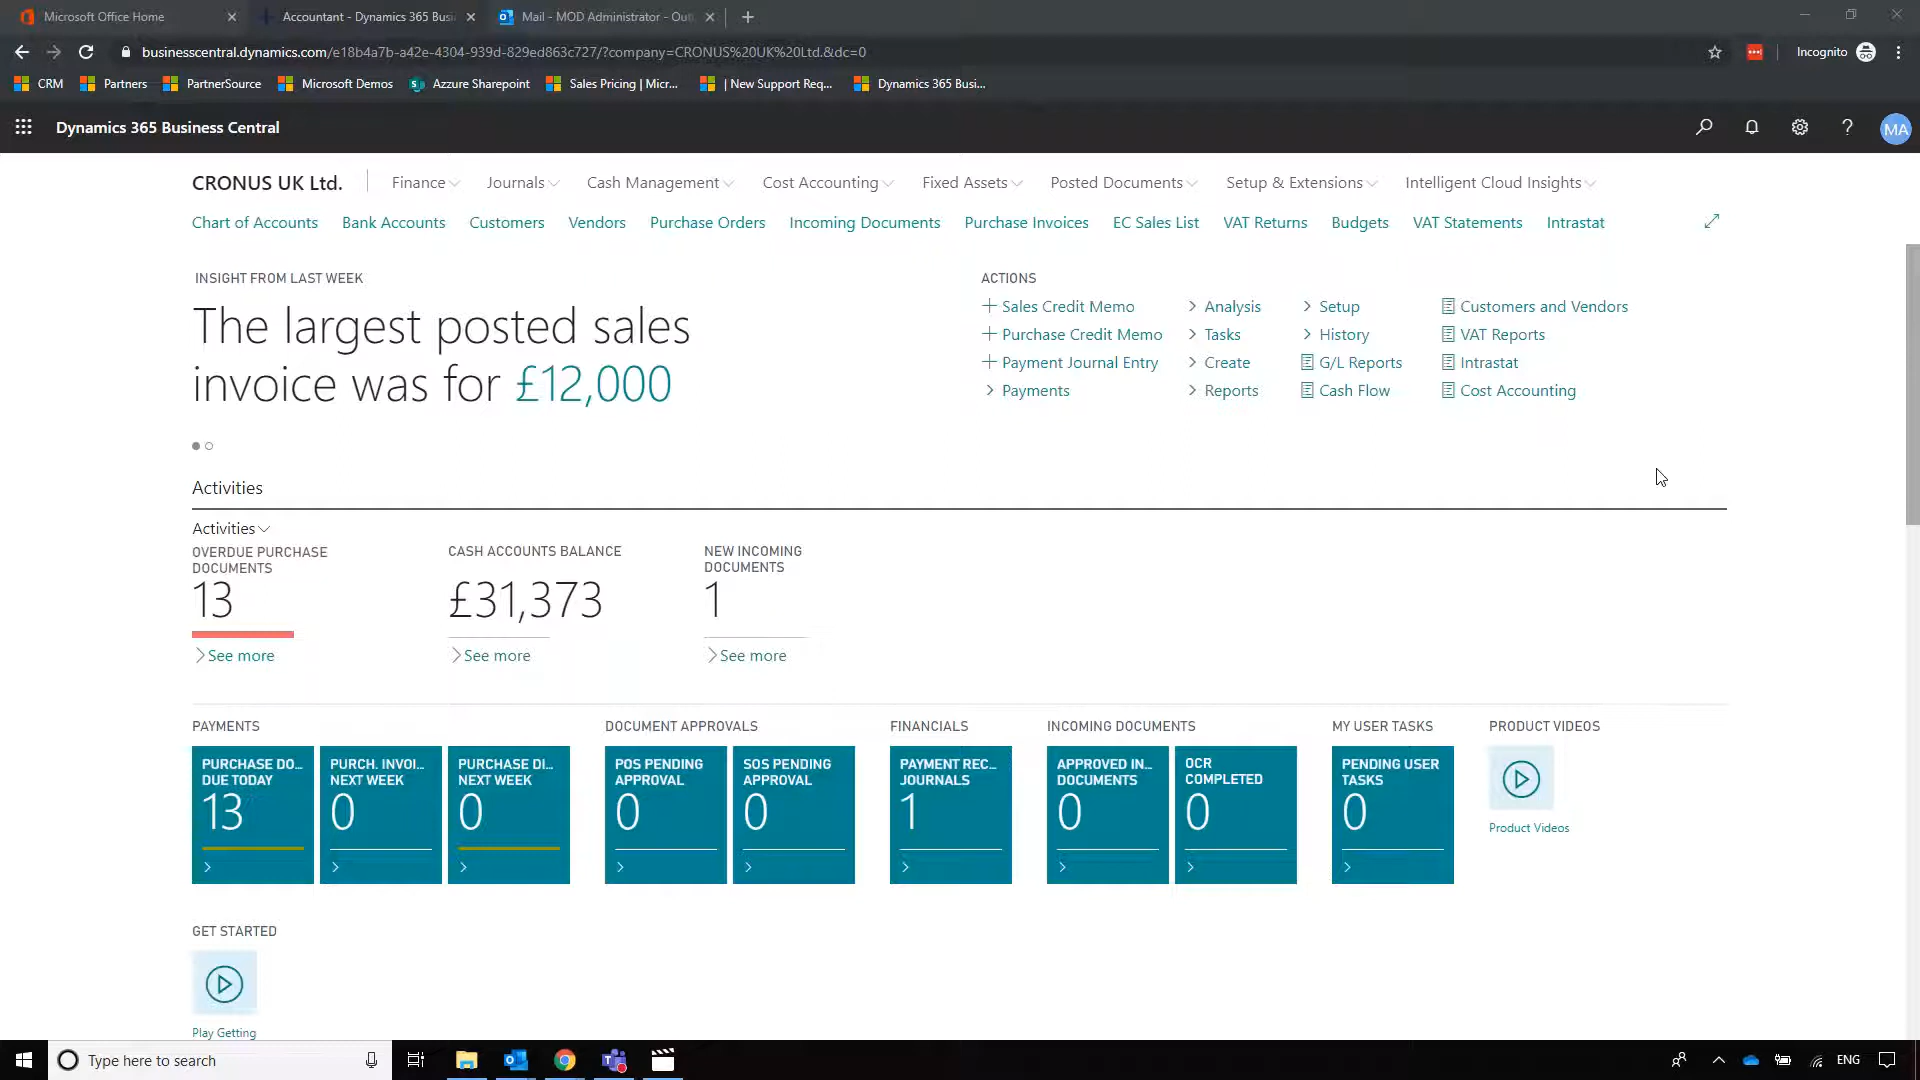 Microsoft Office Home
Accountant - Dynamics 365 Busi
Mail - MOD Administrator - Out
businesscentral.dynamics.com/e18b4a7b-a42e-4304-939d-829ed863c727/?company=CRONUS%20UK%20Ltd.&dc=0
Incognito
CRM
Partners
PartnerSource
Microsoft Demos
Azzure Sharepoint
Sales Pricing | Micr...
| New Support Req...
Dynamics 365 Busi...
Dynamics 365 Business Central
MA
CRONUS UK Ltd.
Finance
Journals
Cash Management
Cost Accounting
Fixed Assets
Posted Documents
Setup & Extensions
Intelligent Cloud Insights
Chart of Accounts
Bank Accounts
Customers
Vendors
Purchase Orders
Incoming Documents
Purchase Invoices
EC Sales List
VAT Returns
Budgets
VAT Statements
Intrastat
INSIGHT FROM LAST WEEK
The largest posted sales
invoice was for £12,000
ACTIONS
Sales Credit Memo
Purchase Credit Memo
Payment Journal Entry
Payments
Analysis
Tasks
Create
Reports
Setup
History
G/L Reports
Cash Flow
Customers and Vendors
VAT Reports
Intrastat
Cost Accounting
Activities
Activities
OVERDUE PURCHASE
DOCUMENTS
13
See more
CASH ACCOUNTS BALANCE
£31,373
See more
NEW INCOMING
DOCUMENTS
1
See more
PAYMENTS
PURCHASE DO...
DUE TODAY
13
PURCH. INVOI...
NEXT WEEK
0
PURCHASE DI...
NEXT WEEK
0
DOCUMENT APPROVALS
POS PENDING
APPROVAL
0
SOS PENDING
APPROVAL
0
FINANCIALS
PAYMENT REC...
JOURNALS
1
INCOMING DOCUMENTS
APPROVED IN...
DOCUMENTS
0
OCR
COMPLETED
0
MY USER TASKS
PENDING USER
TASKS
0
PRODUCT VIDEOS
Product Videos
GET STARTED
Play Getting
Type here to search
ENG